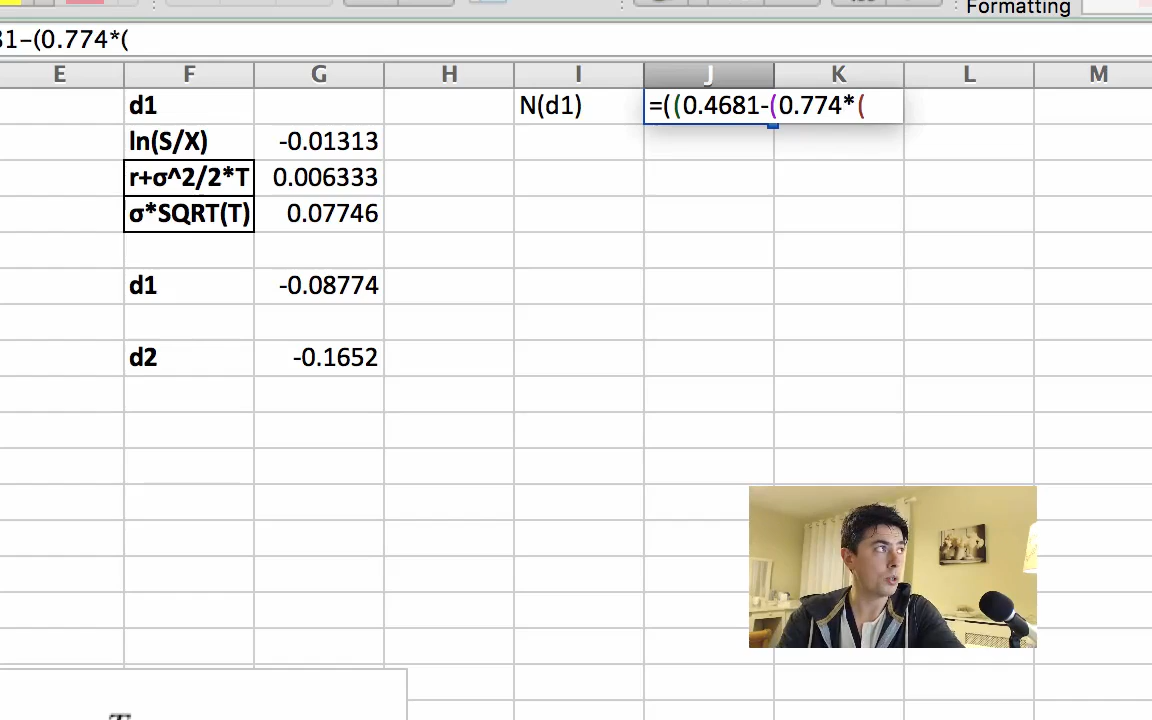 Formatting
31-(0.774*(
E F G H I J K L M
d1 N(d1) =((0.4681-(0.774*(
ln(S/X) -0.01313
r+σ^2/2*T 0.006333
σ*SQRT(T) 0.07746
d1 -0.08774
d2 -0.1652